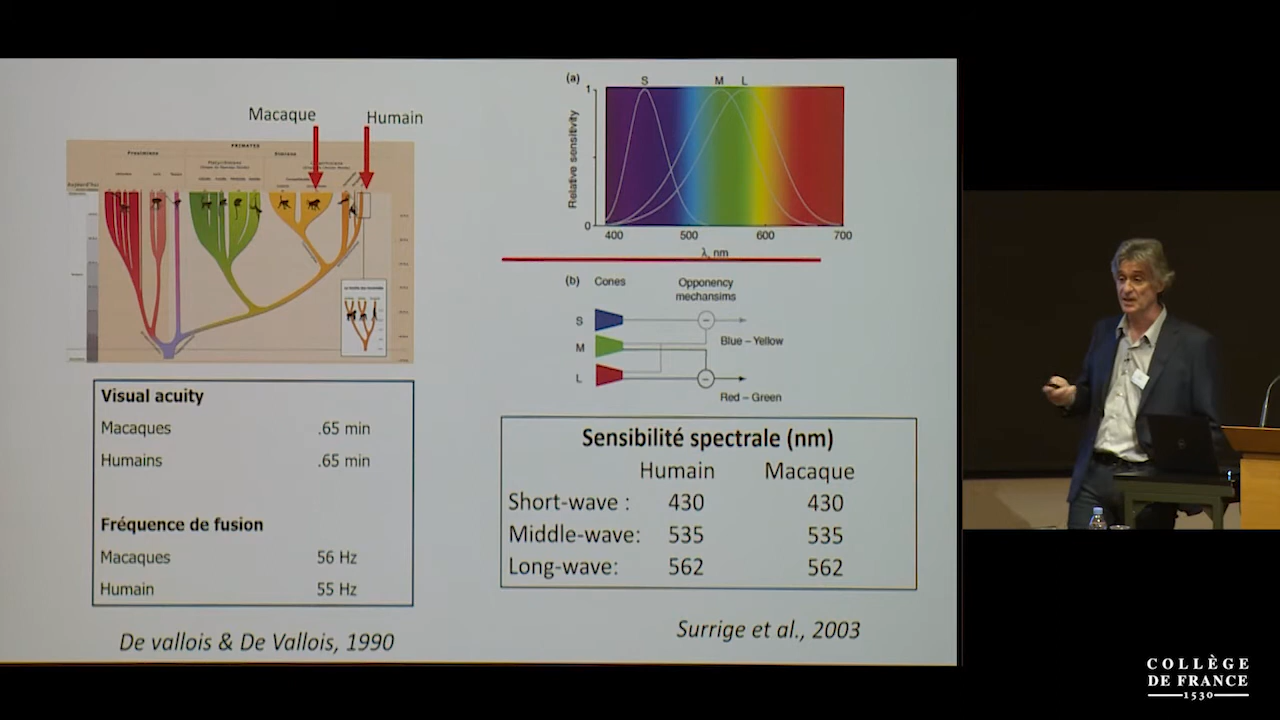 Macaque
Humain
PRIMATES
Visual acuity
Macaques .65 min
Humains .65 min
Fréquence de fusion
Macaques 56 Hz
Humain 55 Hz
De vallois & De Vallois, 1990
(a)
S M L
Relative sensitivity
1
0
400 500 600 700
λ, nm
(b) Cones Opponency
mechansims
S
Blue – Yellow
M
L
Red – Green
Sensibilité spectrale (nm)
Humain Macaque
Short-wave : 430 430
Middle-wave: 535 535
Long-wave: 562 562
Surrige et al., 2003
COLLÈGE
DE FRANCE
1530